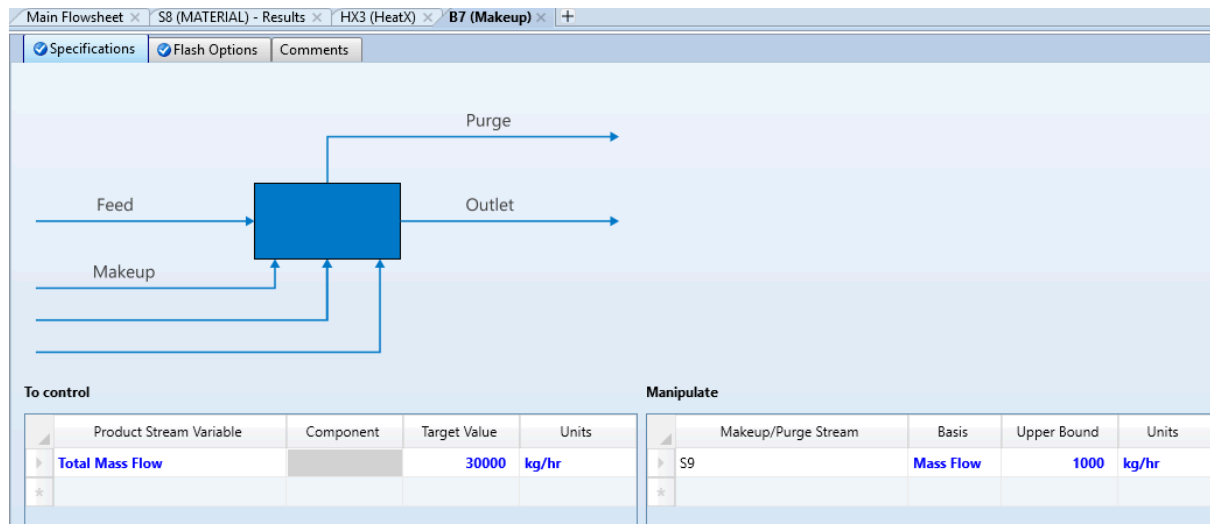 Main Flowsheet × S8 (MATERIAL) - Results × HX3 (HeatX) × B7 (Makeup) × +
Specifications Flash Options Comments
Purge
Feed Outlet
Makeup
To control Manipulate
Product Stream Variable Component Target Value Units Makeup/Purge Stream Basis Upper Bound Units
Total Mass Flow 30000 kg/hr S9 Mass Flow 1000 kg/hr